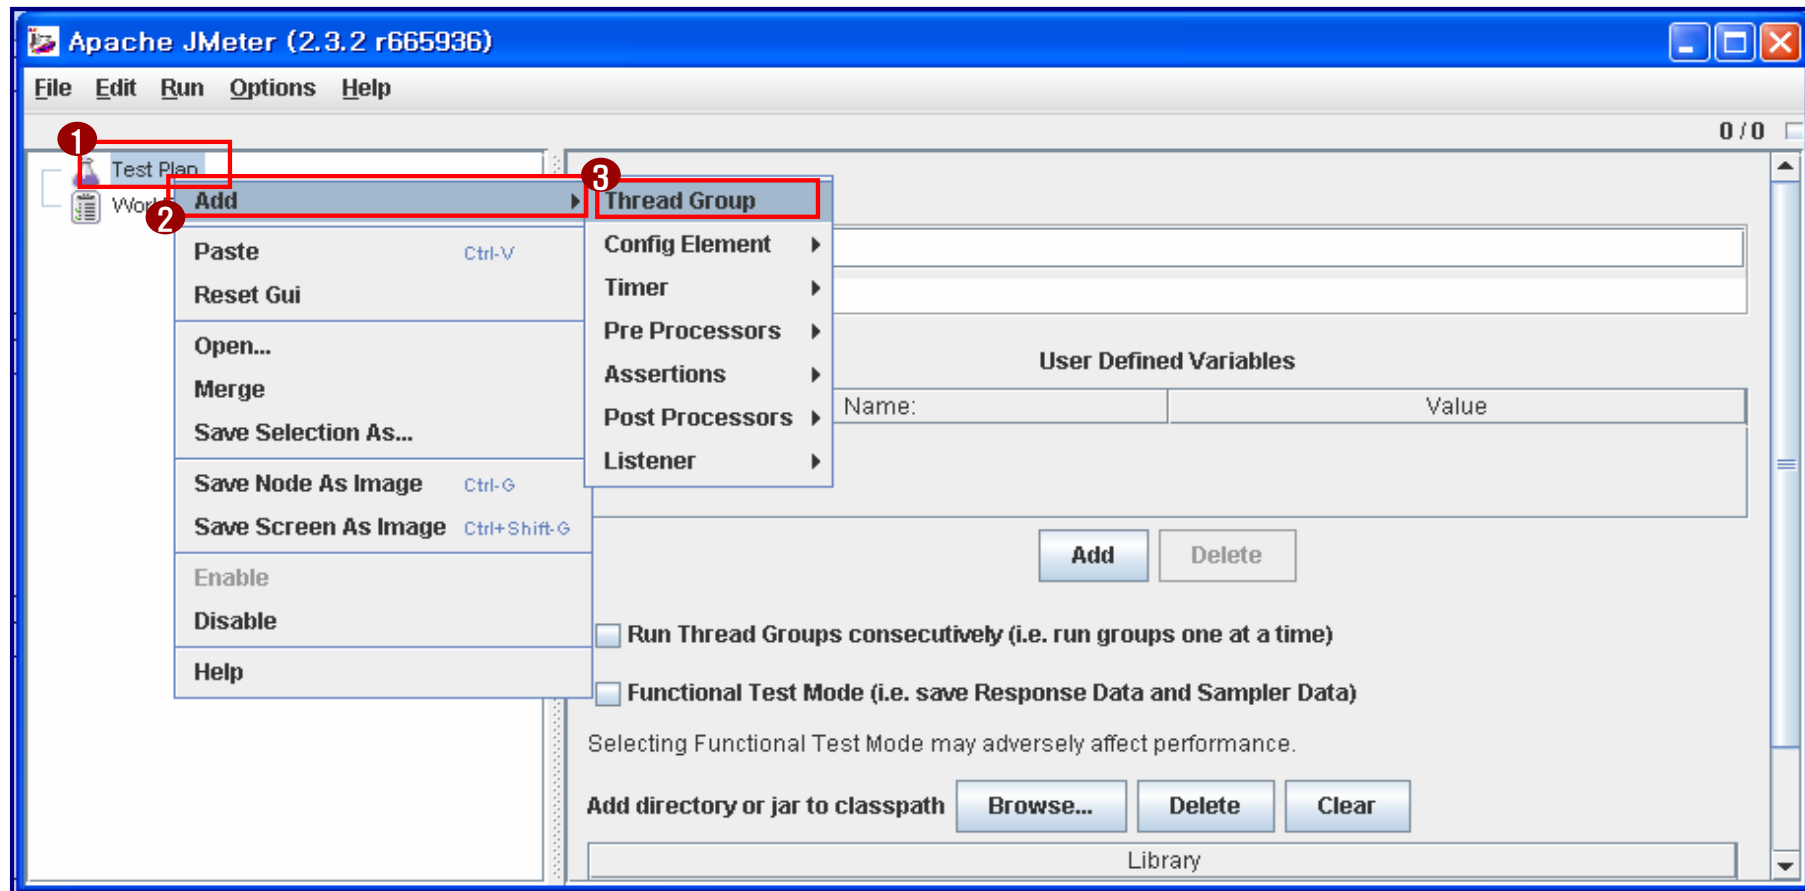 Apache JMeter (2.3.2 r665936)
File Edit Run Options Help
0 / 0
1
Test Plan
2
Add
3
Thread Group
Paste Ctrl-V
Reset Gui
Open...
Merge
Save Selection As...
Save Node As Image Ctrl-G
Save Screen As Image Ctrl+Shift-G
Enable
Disable
Help
Config Element
Timer
Pre Processors
Assertions
Post Processors
Listener
User Defined Variables
Name: Value
Add Delete
Run Thread Groups consecutively (i.e. run groups one at a time)
Functional Test Mode (i.e. save Response Data and Sampler Data)
Selecting Functional Test Mode may adversely affect performance.
Add directory or jar to classpath Browse... Delete Clear
Library